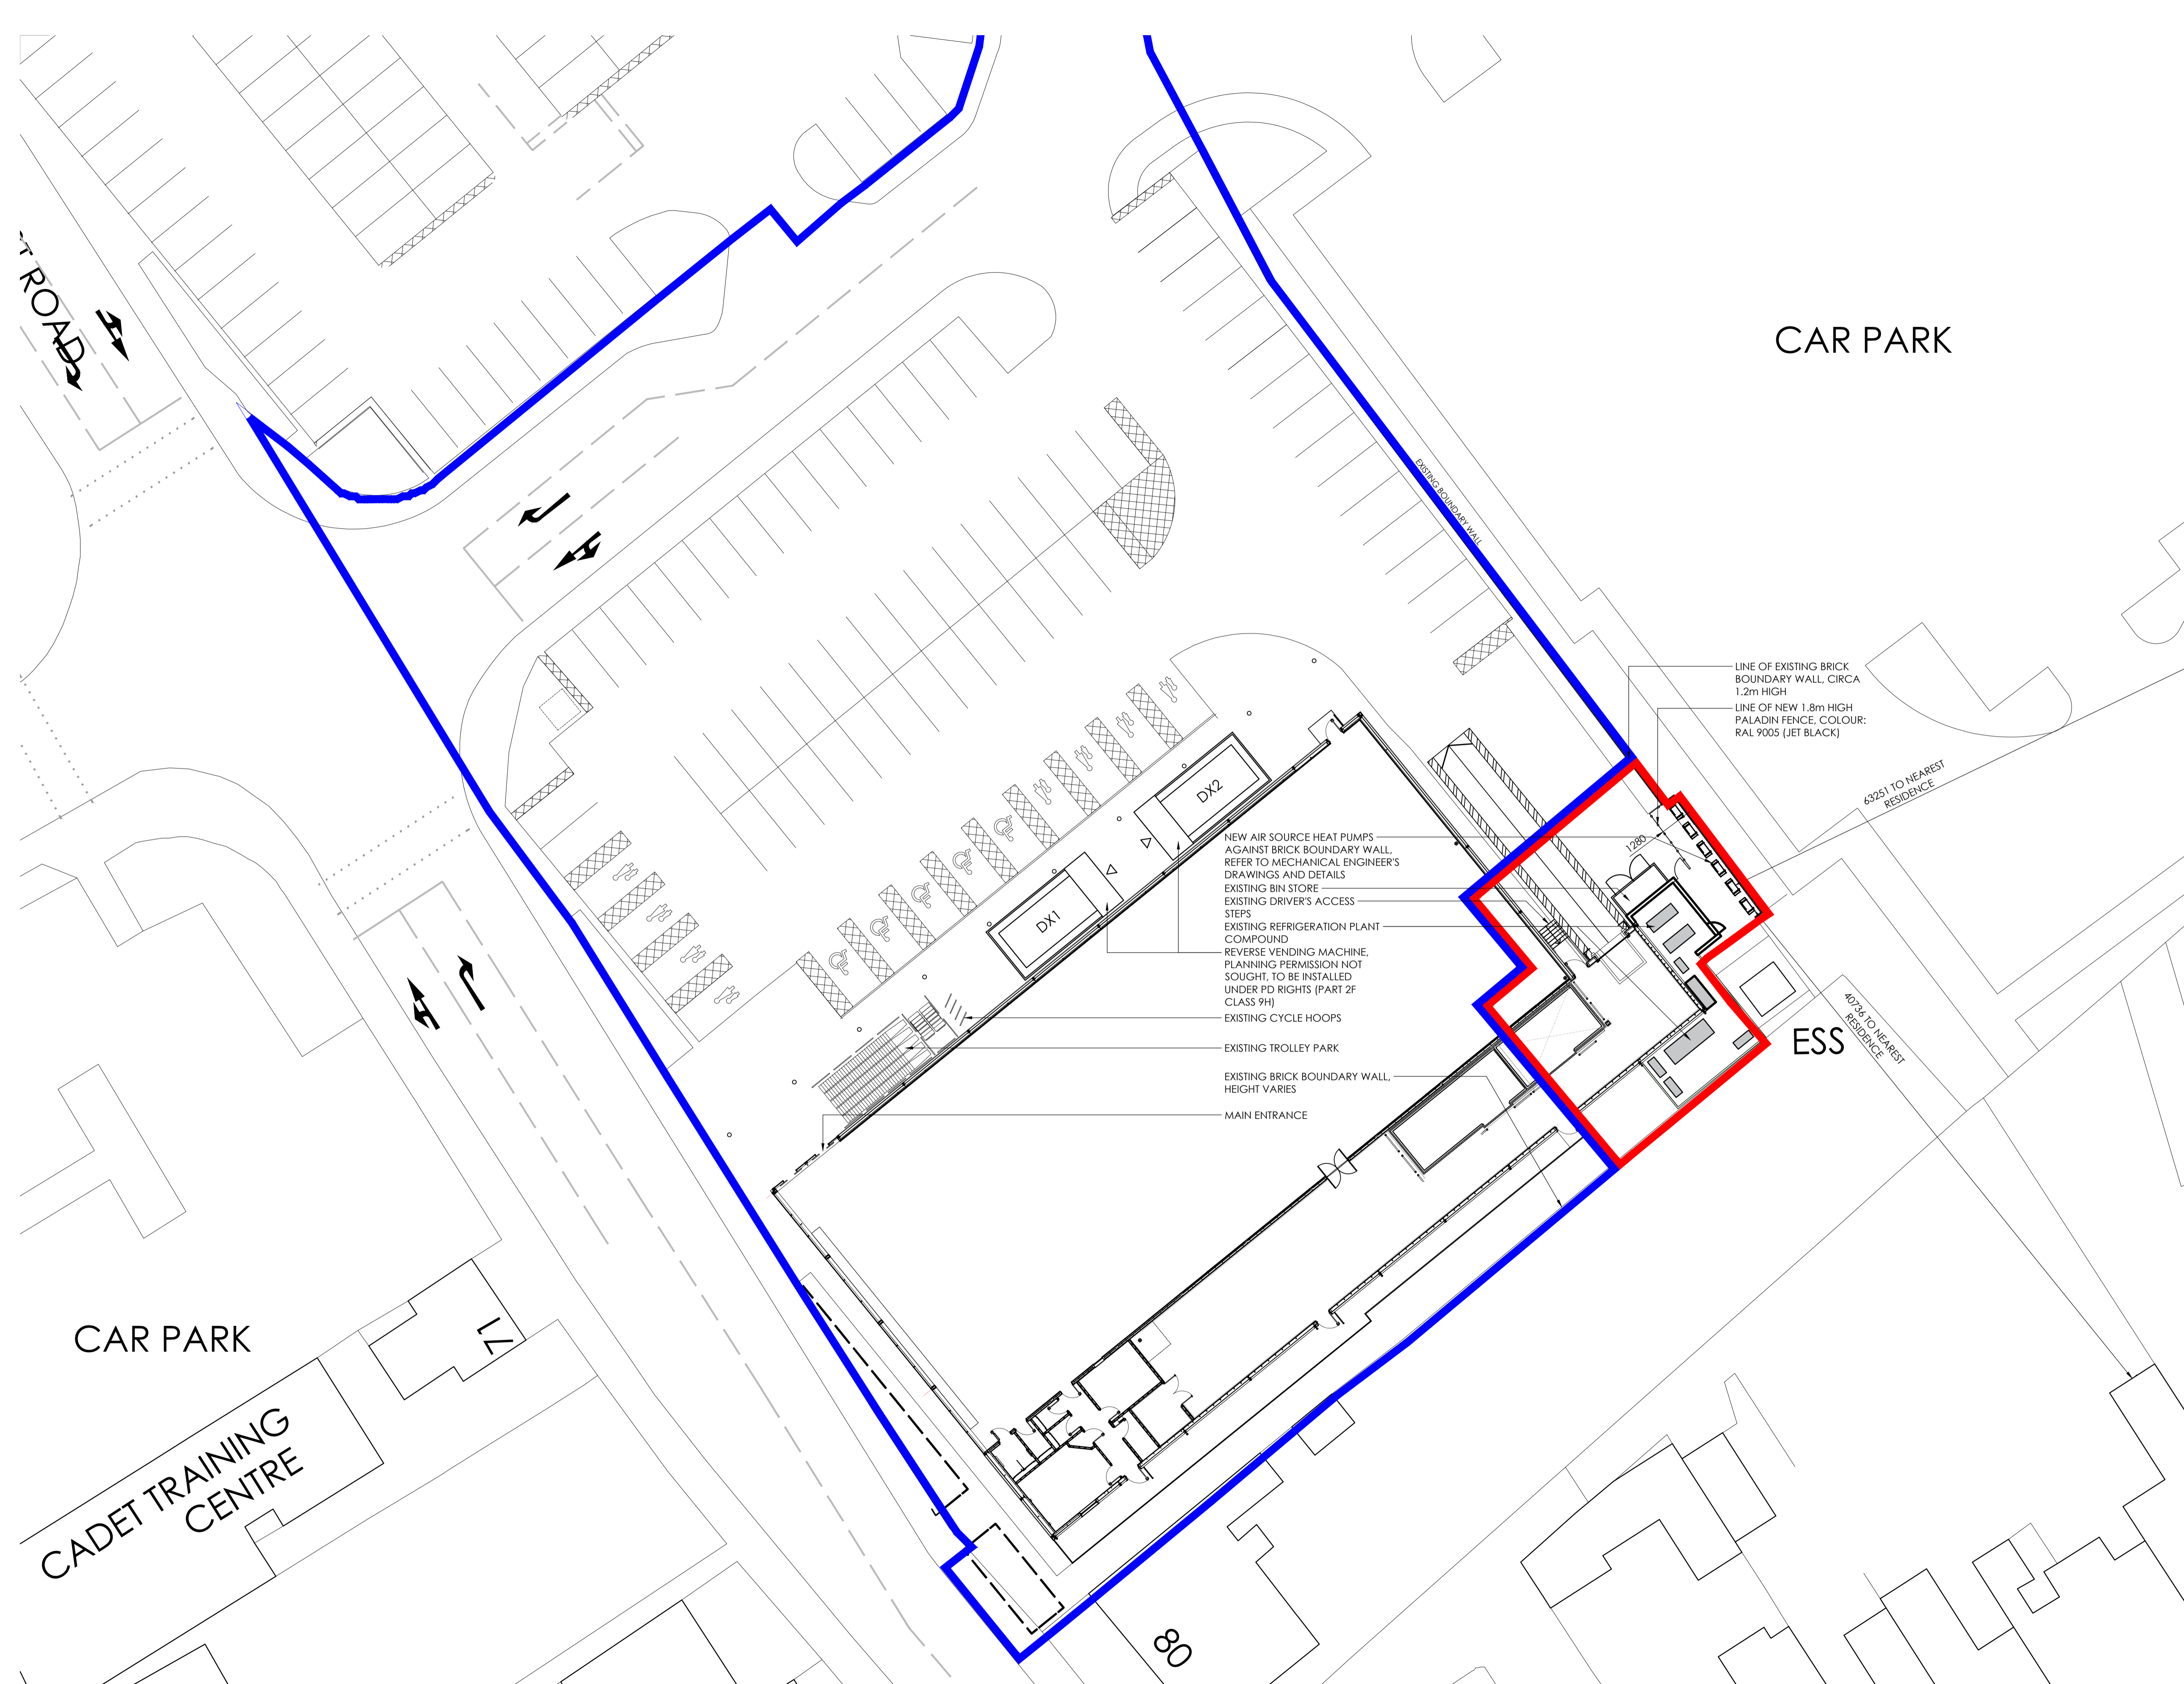 ROAD
CAR PARK
EXISTING BOUNDARY WALL
LINE OF EXISTING BRICK
BOUNDARY WALL, CIRCA
1.2m HIGH
LINE OF NEW 1.8m HIGH
PALADIN FENCE, COLOUR:
RAL 9005 (JET BLACK)
63251 TO NEAREST
RESIDENCE
DX2
1280
NEW AIR SOURCE HEAT PUMPS
AGAINST BRICK BOUNDARY WALL,
REFER TO MECHANICAL ENGINEER'S
DRAWINGS AND DETAILS
EXISTING BIN STORE
EXISTING DRIVER'S ACCESS
STEPS
EXISTING REFRIGERATION PLANT
COMPOUND
REVERSE VENDING MACHINE,
PLANNING PERMISSION NOT
SOUGHT, TO BE INSTALLED
UNDER PD RIGHTS (PART 2F
CLASS 9H)
EXISTING CYCLE HOOPS
EXISTING TROLLEY PARK
EXISTING BRICK BOUNDARY WALL,
HEIGHT VARIES
MAIN ENTRANCE
DX1
ESS
40736 TO NEAREST
RESIDENCE
CAR PARK
71
CADET TRAINING
CENTRE
80